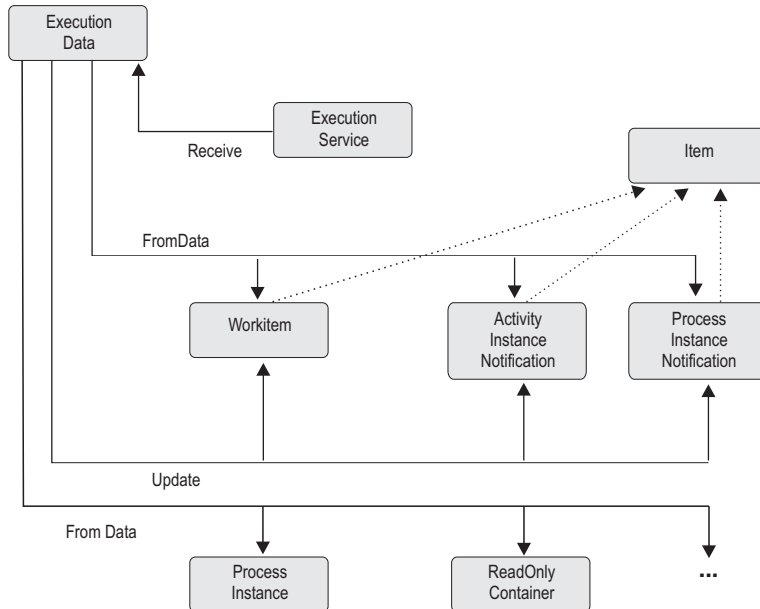 Execution
Data
Execution
Service
Receive
Item
FromData
Workitem
Activity
Instance
Notification
Process
Instance
Notification
Update
From Data
Process
Instance
ReadOnly
Container
...